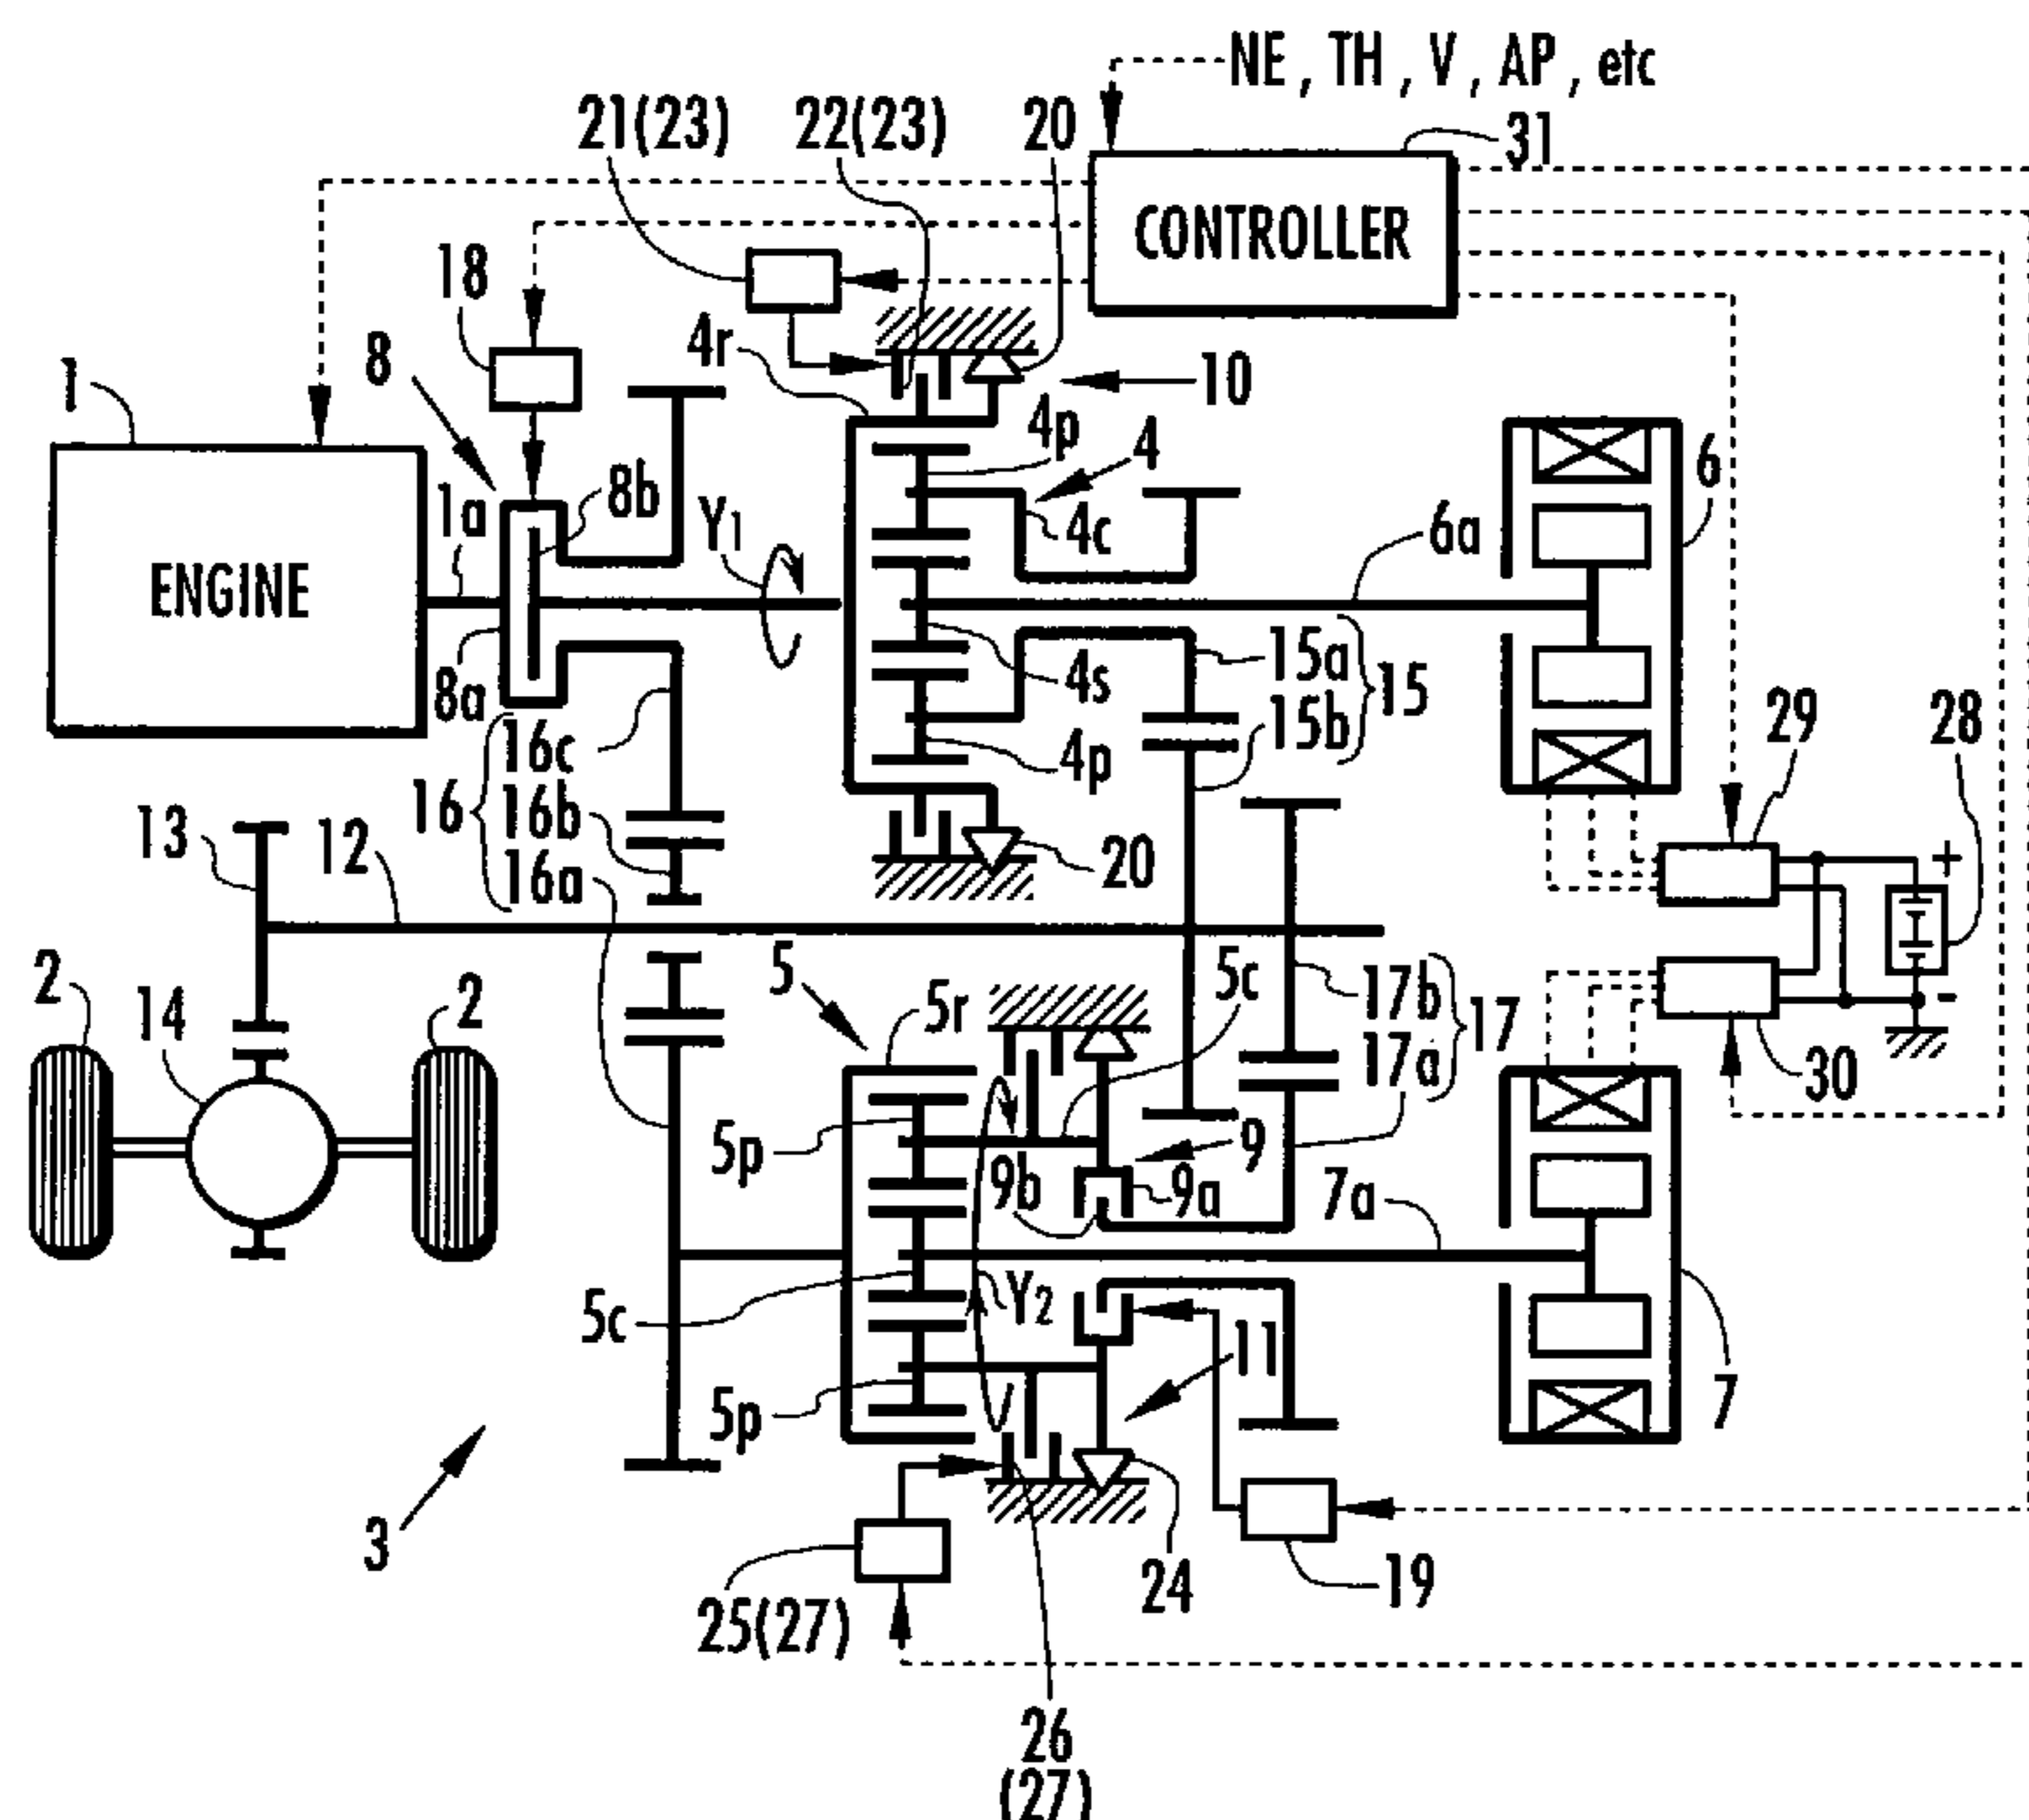 NE , TH , V , AP , etc
21(23)
22(23)
20
31
CONTROLLER
18
8
4r
10
1
4p
4
6
1a
8b
Y1
4c
6a
ENGINE
8a
4s
15a
15
15b
16c
4p
29
28
16
16b
13
12
16a
20
+
2
14
2
5
5r
5c
17b
17
-
17a
30
5p
9
9b
9a
7a
5c
Y2
11
5p
7
3
24
19
25(27)
26
(27)